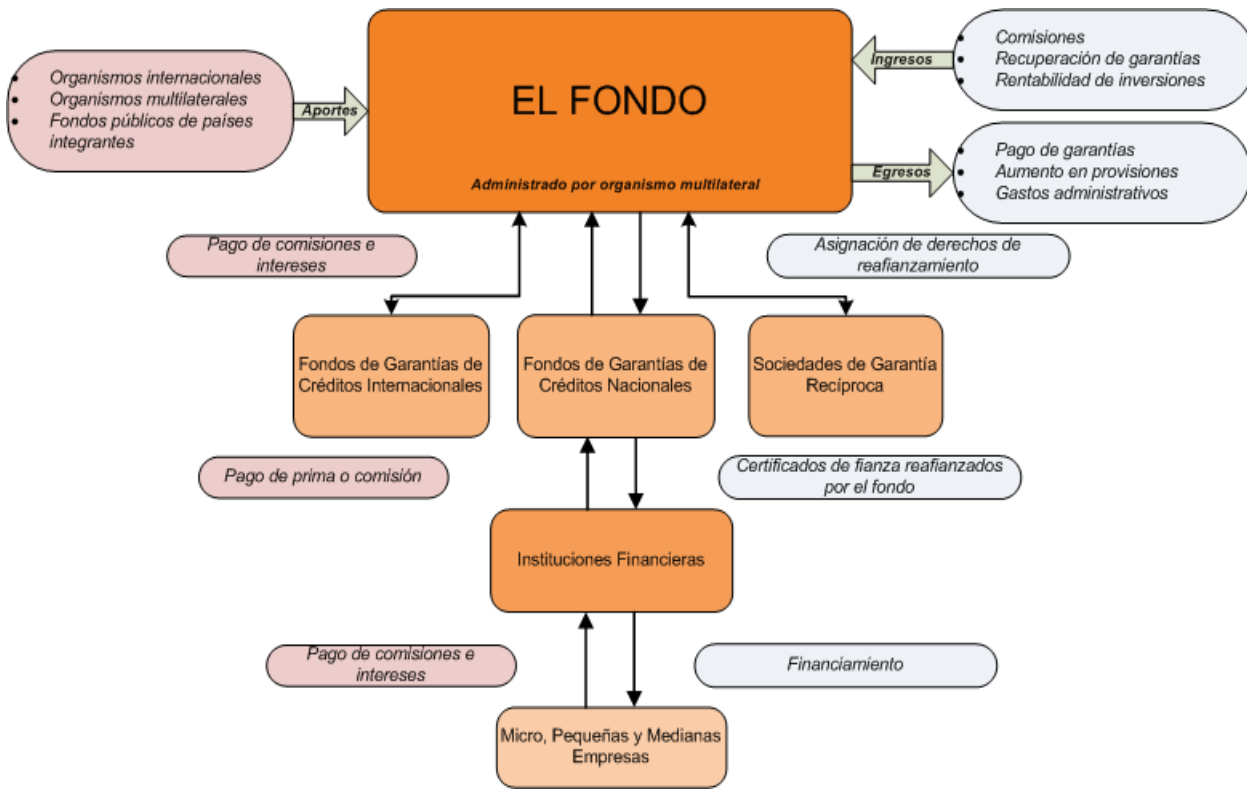 Organismos internacionales
Organismos multilaterales
Fondos públicos de países
integrantes
Aportes
EL FONDO
Administrado por organismo multilateral
Ingresos
Comisiones
Recuperación de garantías
Rentabilidad de inversiones
Egresos
Pago de garantías
Aumento en provisiones
Gastos administrativos
Pago de comisiones e
intereses
Asignación de derechos de
reafianzamiento
Fondos de Garantías de
Créditos Internacionales
Fondos de Garantías de
Créditos Nacionales
Sociedades de Garantía
Recíproca
Pago de prima o comisión
Certificados de fianza reafianzados
por el fondo
Instituciones Financieras
Pago de comisiones e
intereses
Financiamiento
Micro, Pequeñas y Medianas
Empresas